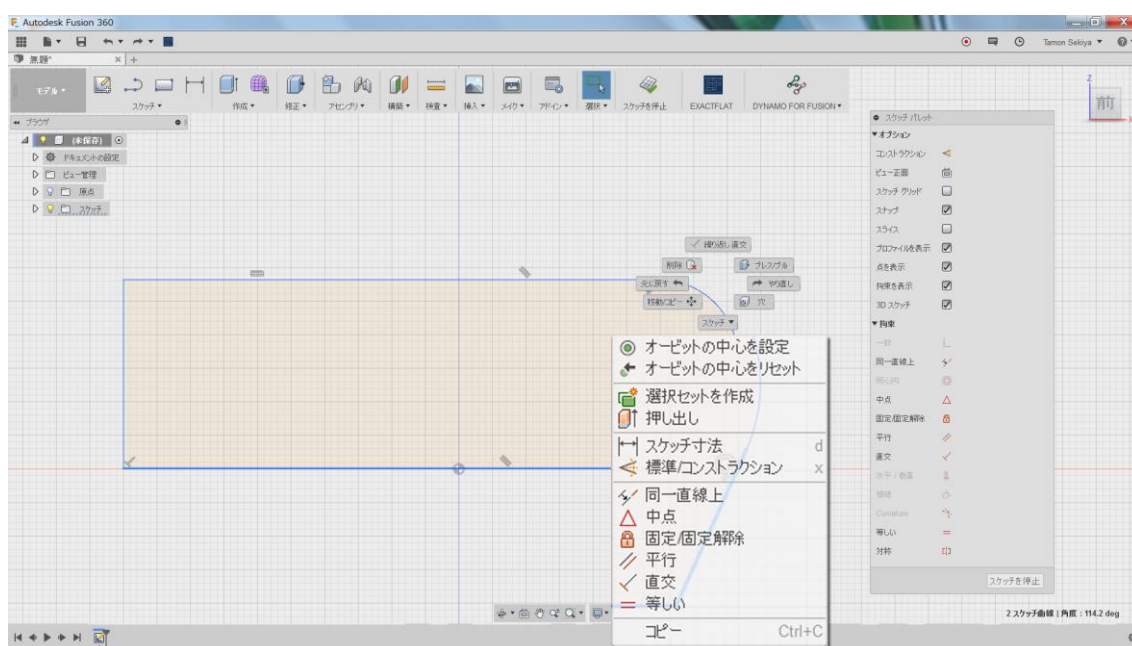 Autodesk Fusion 360
Tamon Sekiya
無題*
モデル
スケッチ
作成
修正
アセンブリ
構築
検査
挿入
メイク
アドイン
選択
スケッチを停止
EXACTFLAT
DYNAMO FOR FUSION
ブラウザ
(未保存)
ドキュメントの設定
ビュー管理
原点
スケッチ
Z
前
スケッチ パレット
オプション
コンストラクション
ビュー正面
スケッチ グリッド
スナップ
スライス
プロファイルを表示
点を表示
拘束を表示
3D スケッチ
拘束
一致
同一直線上
同心円
中点
固定/固定解除
平行
直交
水平 / 垂直
接線
Curvature
等しい
対称
スケッチを停止
繰り返し 直交
削除
プレス/プル
元に戻す
やり直し
移動/コピー
穴
スケッチ
オービットの中心を設定
オービットの中心をリセット
選択セットを作成
押し出し
スケッチ寸法 d
標準/コンストラクション x
同一直線上
中点
固定/固定解除
平行
直交
等しい
コピー Ctrl+C
2 スケッチ曲線 | 角度 : 114.2 deg